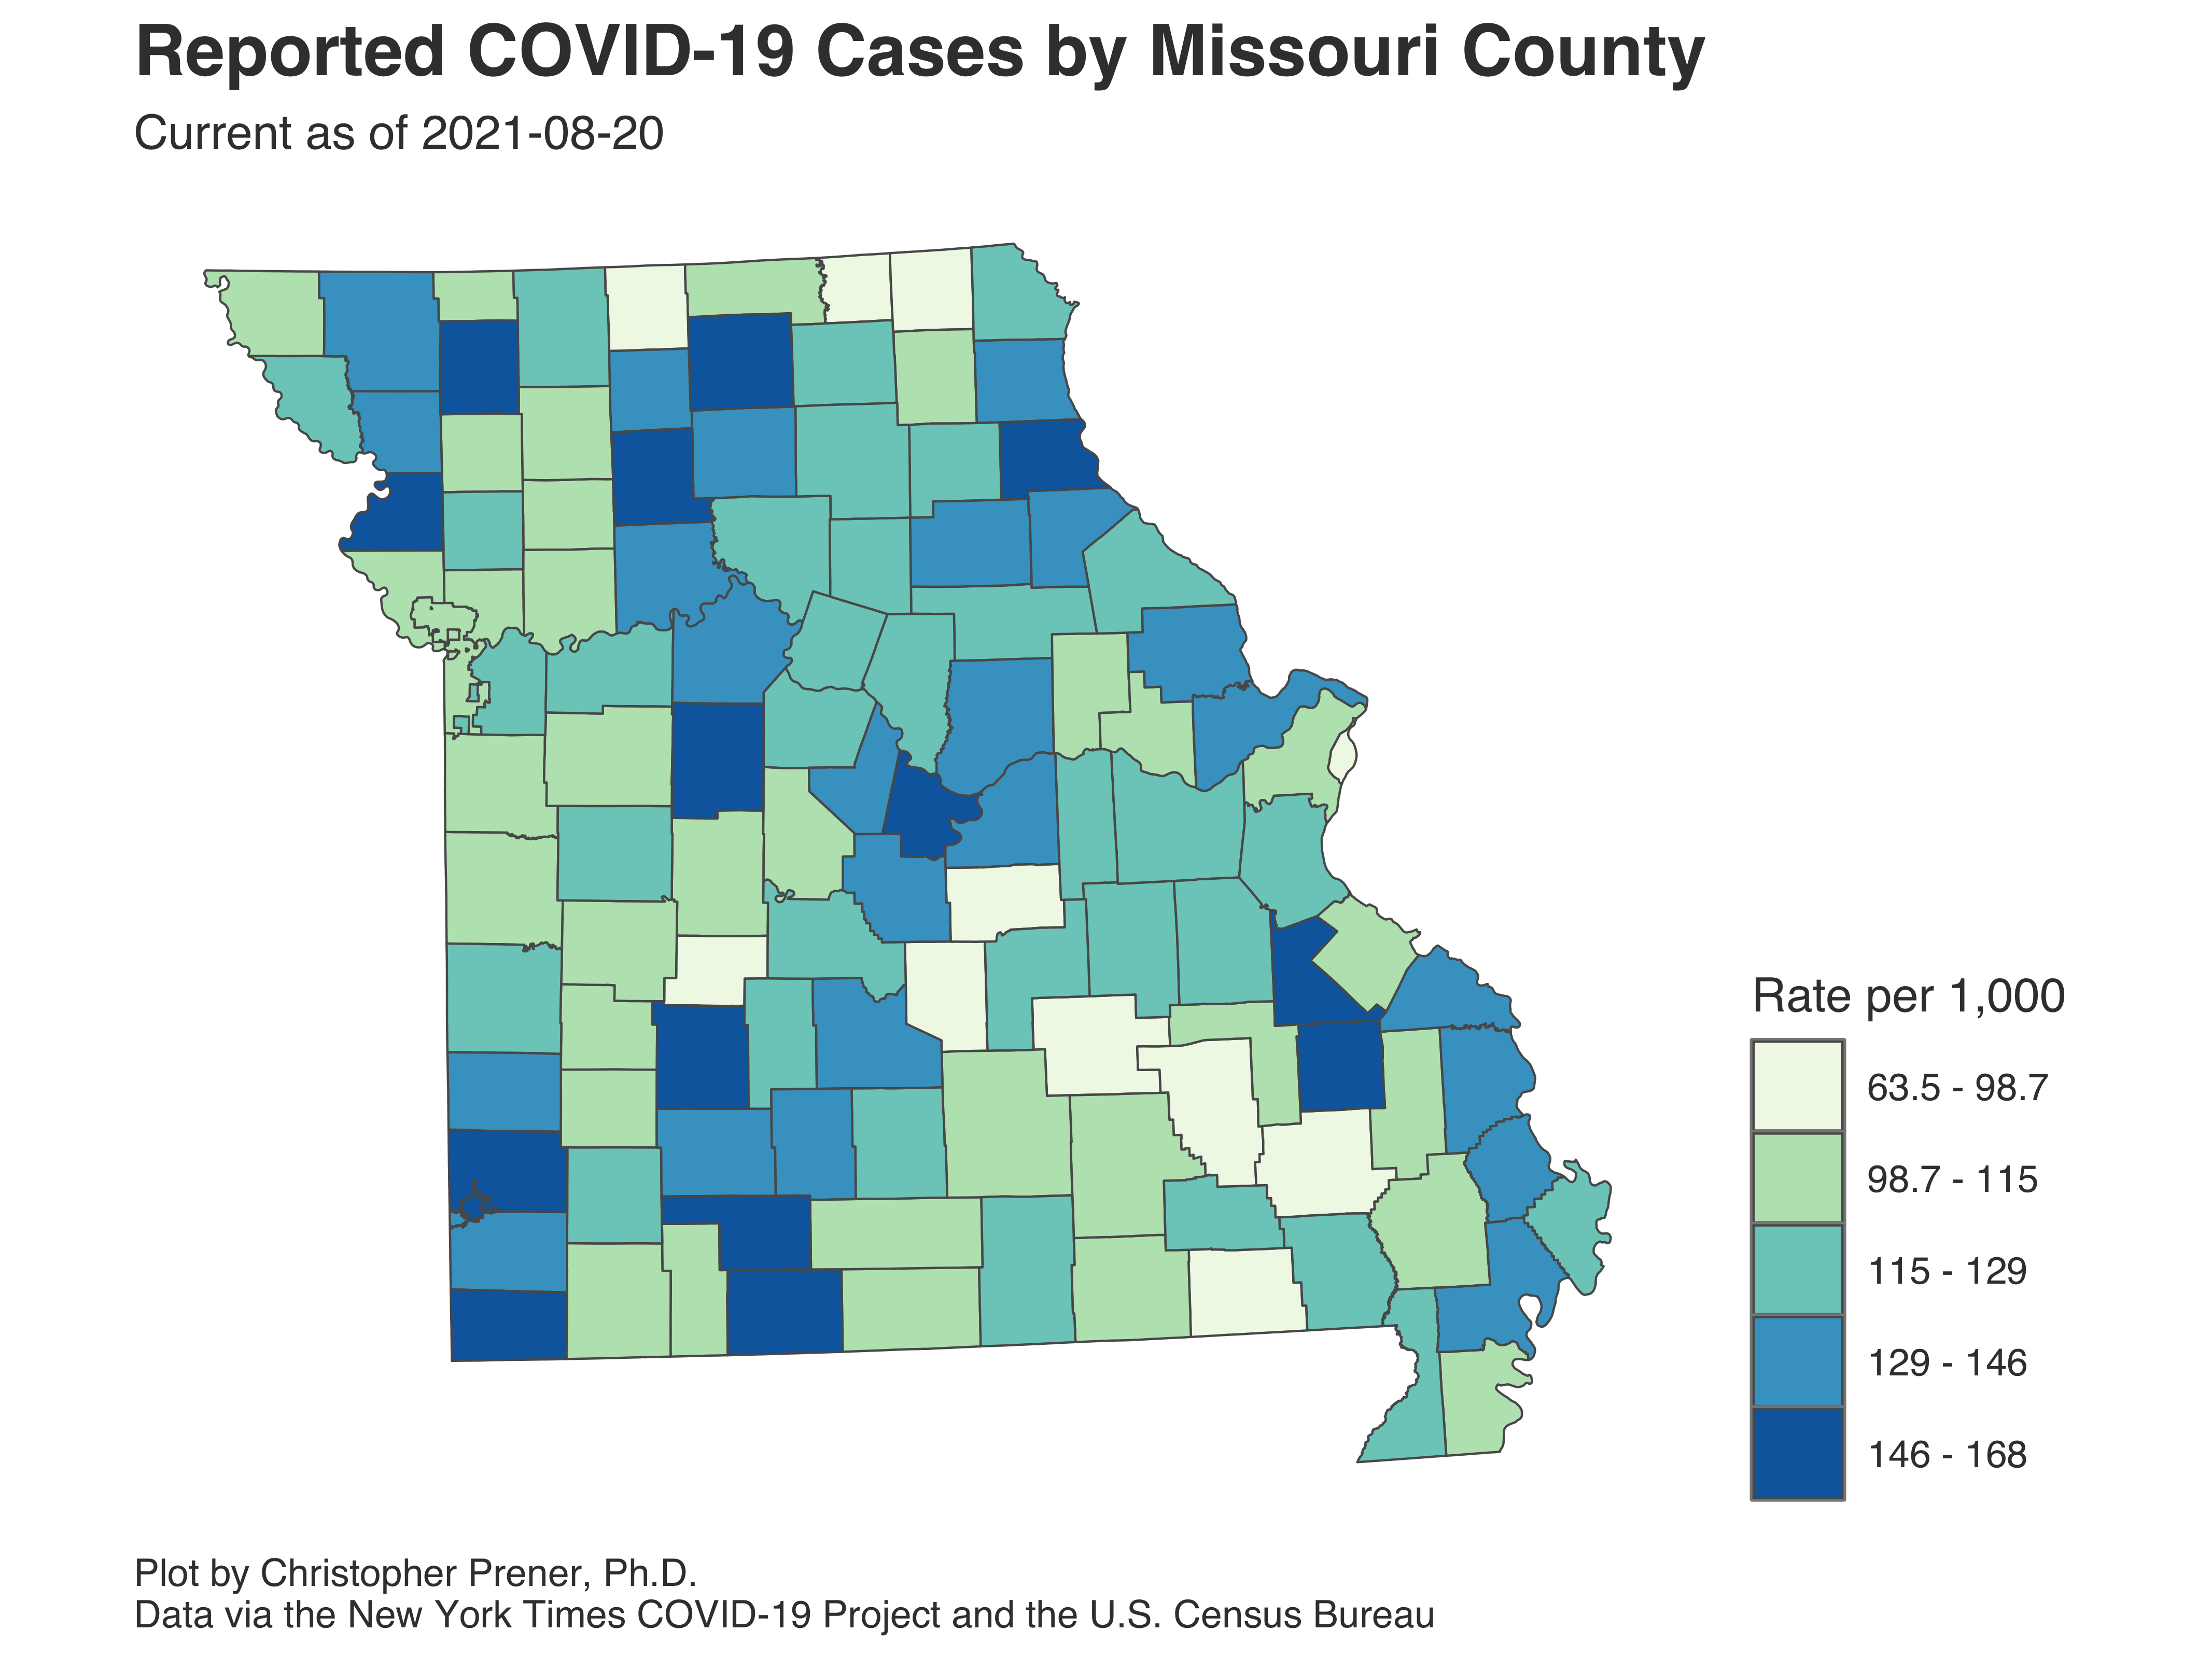 Reported COVID-19 Cases by Missouri County
Current as of 2021-08-20
Rate per 1,000
63.5 - 98.7
98.7 - 115
115 - 129
129 - 146
146 - 168
Plot by Christopher Prener, Ph.D.
Data via the New York Times COVID-19 Project and the U.S. Census Bureau